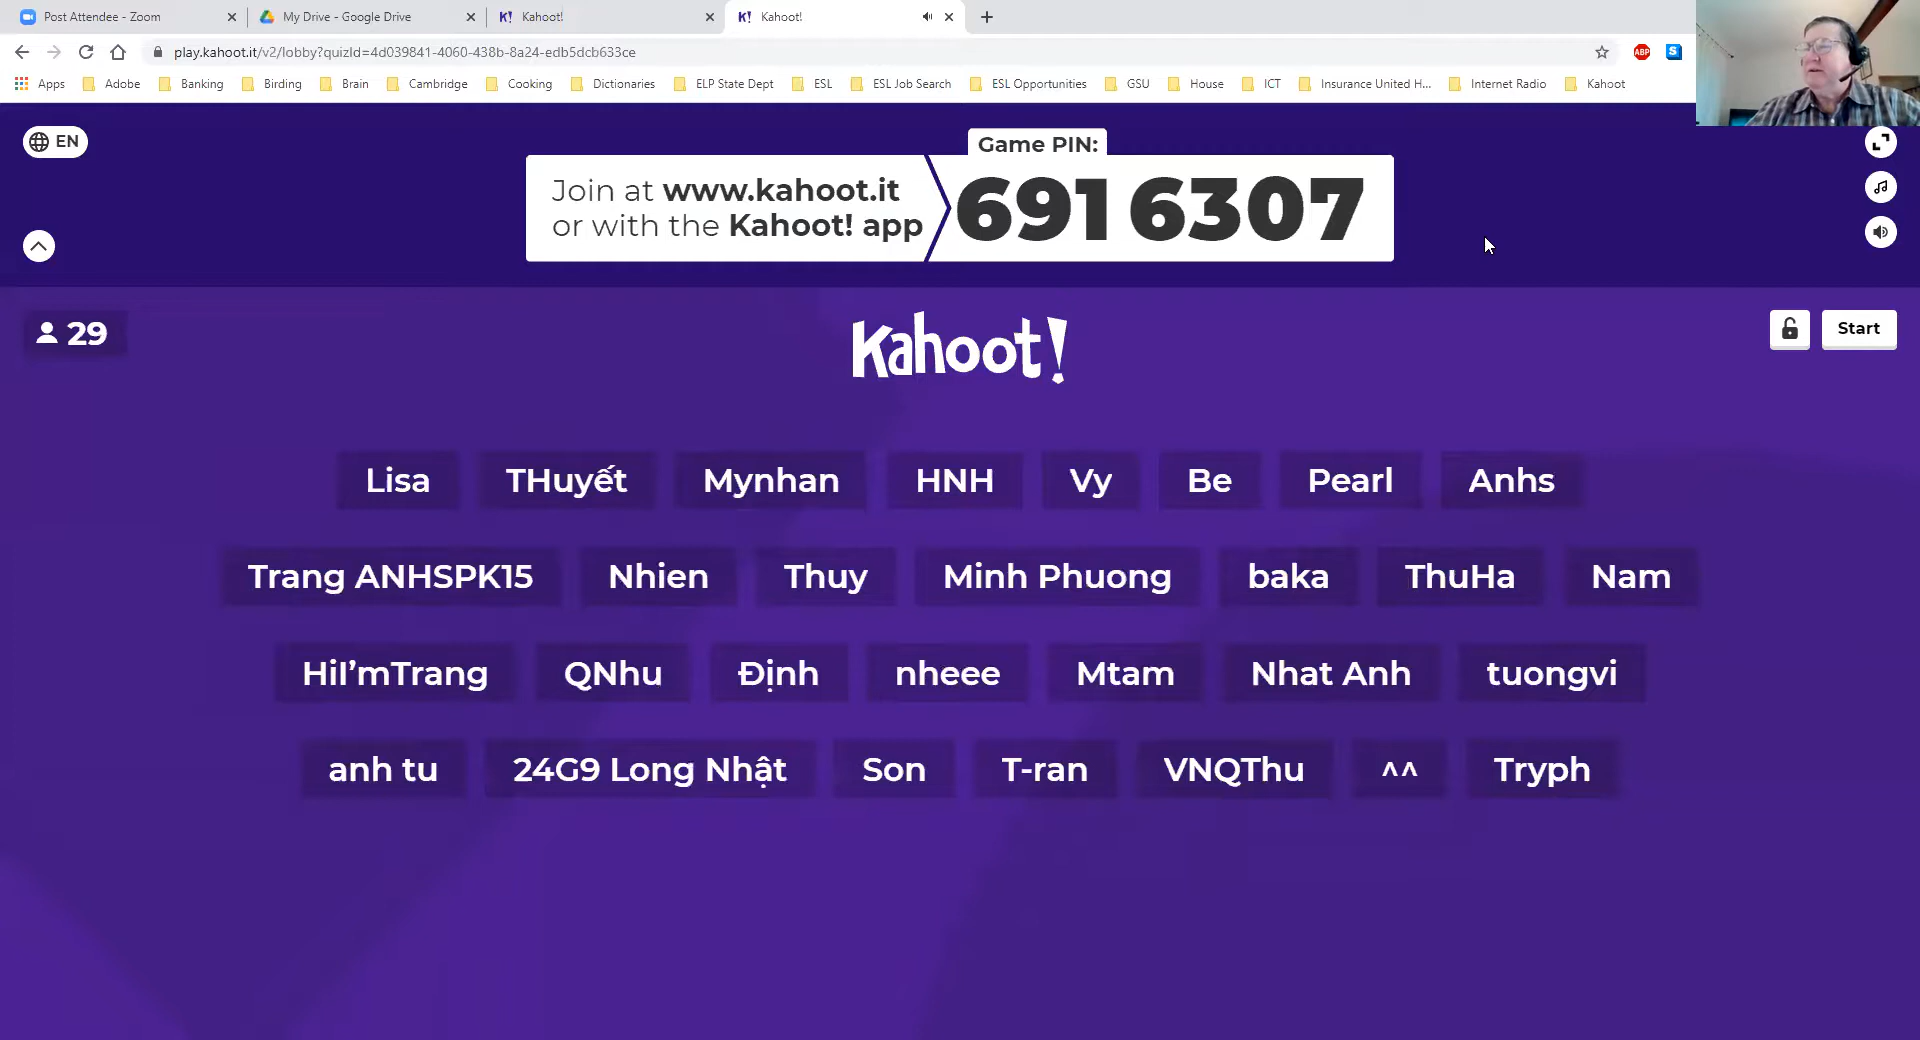 Post Attendee - Zoom
My Drive - Google Drive
Kahoot!
Kahoot!
play.kahoot.it/v2/lobby?quizId=4d039841-4060-438b-8a24-edb5dcb633ce
ABP
S
Apps Adobe Banking Birding Brain Cambridge Cooking Dictionaries ELP State Dept ESL ESL Job Search ESL Opportunities GSU House ICT Insurance United H... Internet Radio Kahoot
EN
Game PIN:
Join at www.kahoot.it
or with the Kahoot! app
691 6307
29
Kahoot!
Start
Lisa THuyết Mynhan HNH Vy Be Pearl Anhs
Trang ANHSPK15 Nhien Thuy Minh Phuong baka ThuHa Nam
HiI’mTrang QNhu Định nheee Mtam Nhat Anh tuongvi
anh tu 24G9 Long Nhật Son T-ran VNQThu ^^ Tryph